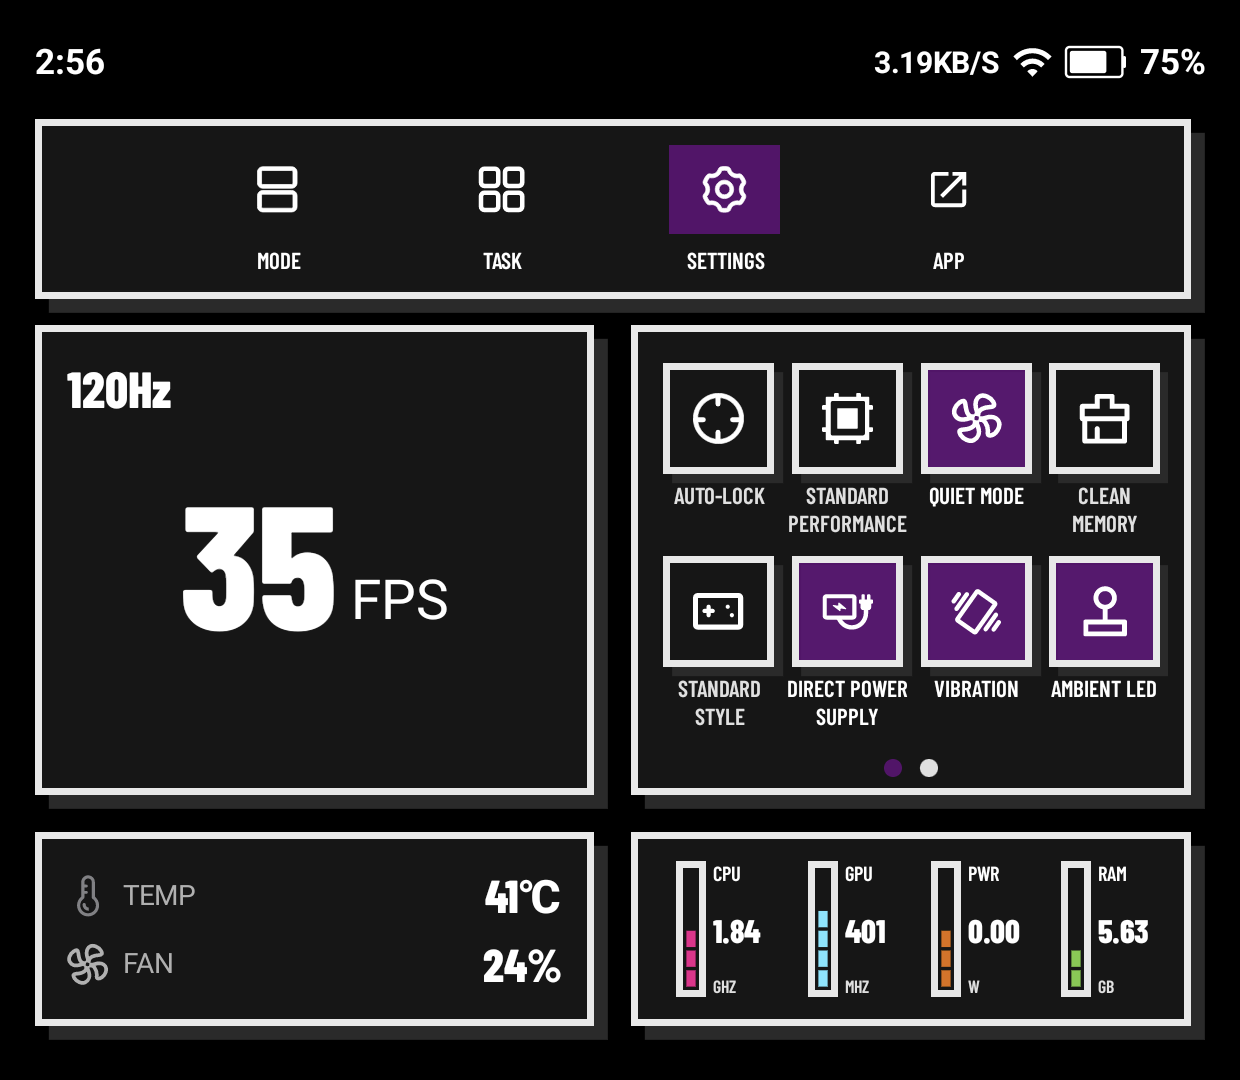 2:56
3.19KB/S
75%
MODE
TASK
SETTINGS
APP
120Hz
35 FPS
AUTO-LOCK
STANDARD
PERFORMANCE
QUIET MODE
CLEAN
MEMORY
STANDARD
STYLE
DIRECT POWER
SUPPLY
VIBRATION
AMBIENT LED
TEMP
41°C
FAN
24%
CPU
1.84
GHZ
GPU
401
MHZ
PWR
0.00
W
RAM
5.63
GB